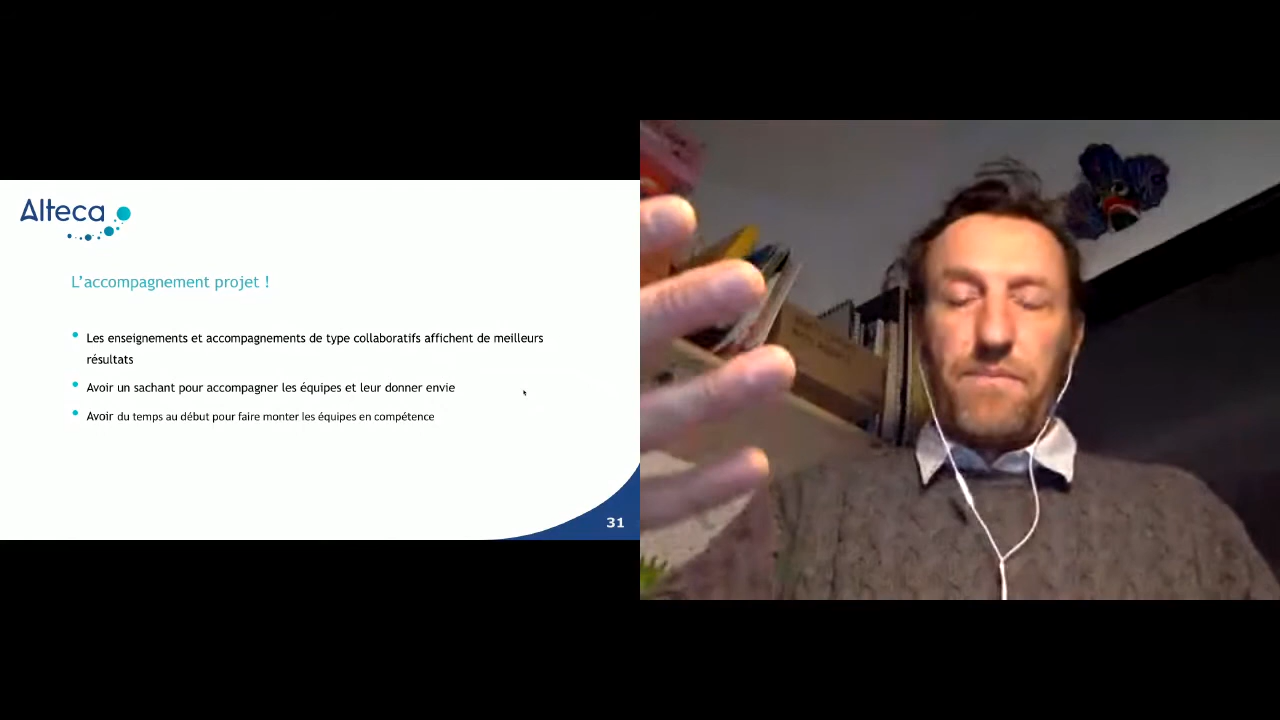 Alteca
L'accompagnement projet !
• Les enseignements et accompagnements de type collaboratifs affichent de meilleurs
résultats
• Avoir un sachant pour accompagner les équipes et leur donner envie
• Avoir du temps au début pour faire monter les équipes en compétence
31